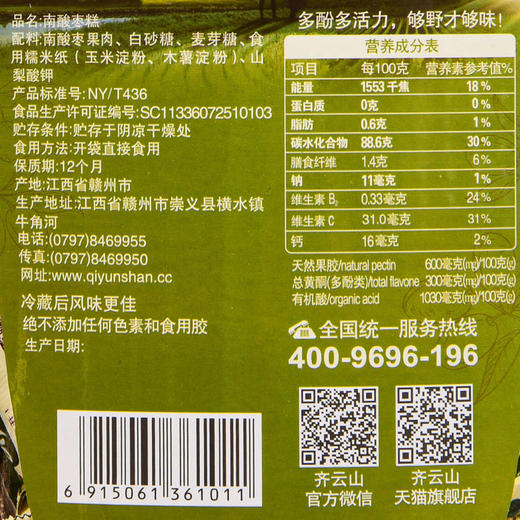 品名:南酸枣糕
配料:南酸枣果肉、白砂糖、麦芽糖、食
用糯米纸(玉米淀粉、木薯淀粉)、山
梨酸钾
产品标准号:NY/T436
食品生产许可证编号:SC11336072510103
贮存条件:贮存于阴凉干燥处
食用方法:开袋直接食用
保质期:12个月
产地:江西省赣州市
生产地址:江西省赣州市崇义县横水镇
牛角河
电话:(0797)8469955
传真:(0797)8469950
网址:www.qiyunshan.cc
冷藏后风味更佳
绝不添加任何色素和食用胶
生产日期:
6 915061 361011
多酚多活力,够野才够味!
营养成分表
项目 每100克 营养素参考值%
能量 1553 千焦 18 %
蛋白质 0克 0%
脂肪 0.6克 1%
碳水化合物 88.6克 30 %
膳食纤维 1.4克 6 %
钠 11毫克 1%
维生素 B₂ 0.33毫克 24 %
维生素 C 31.0毫克 31%
钙 16毫克 2%
天然果胶/natural pectin 600毫克(mg)/100克(g)
总黄酮(多酚类)/total flavone 300毫克(mg)/100克(g)
有机酸/organic acid 1030毫克(mg)/100克(g)
全国统一服务热线
400-9696-196
齐云山
官方微信
齐云山
天猫旗舰店